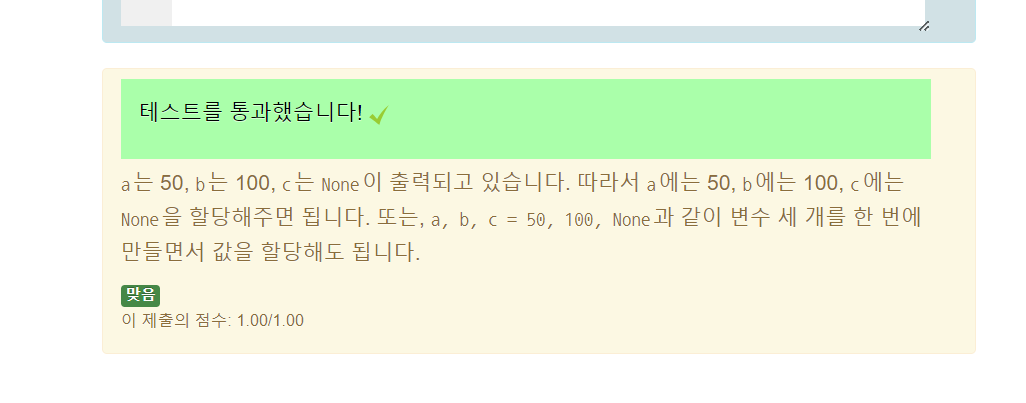 테스트를 통과했습니다!
a는 50, b는 100, c는 None이 출력되고 있습니다. 따라서 a에는 50, b에는 100, c에는
None을 할당해주면 됩니다. 또는, a, b, c = 50, 100, None과 같이 변수 세 개를 한 번에
만들면서 값을 할당해도 됩니다.
맞음
이 제출의 점수: 1.00/1.00